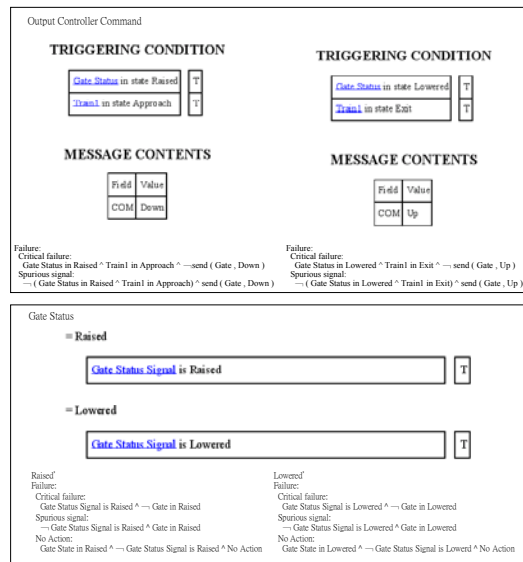 Output Controller Command
TRIGGERING CONDITION
Gate Status in state Raised T
Train1 in state Approach T
MESSAGE CONTENTS
Field Value
COM Down
Failure:
Critical failure:
Gate Status in Raised ^ Train1 in Approach ^ ¬send ( Gate , Down )
Spurious signal:
¬ ( Gate Status in Raised ^ Train1 in Approach) ^ send ( Gate , Down )
TRIGGERING CONDITION
Gate Status in state Lowered T
Train1 in state Exit T
MESSAGE CONTENTS
Field Value
COM Up
Failure:
Critical failure:
Gate Status in Lowered ^ Train1 in Exit ^ ¬ send ( Gate , Up )
Spurious signal:
¬ ( Gate Status in Lowered ^ Train1 in Exit) ^ send ( Gate , Up )
Gate Status
= Raised
Gate Status Signal is Raised T
= Lowered
Gate Status Signal is Lowered T
Raised'
Failure:
Critical failure:
Gate Status Signal is Raised ^ ¬ Gate in Raised
Spurious signal:
¬ Gate Status Signal is Raised ^ Gate in Raised
No Action:
Gate State in Raised ^ ¬ Gate Status Signal is Raised ^ No Action
Lowered'
Failure:
Critical failure:
Gate Status Signal is Lowered ^ ¬ Gate in Lowered
Spurious signal:
¬ Gate Status Signal is Lowered ^ Gate in Lowered
No Action:
Gate State in Lowered ^ ¬ Gate Status Signal is Lowered ^ No Action